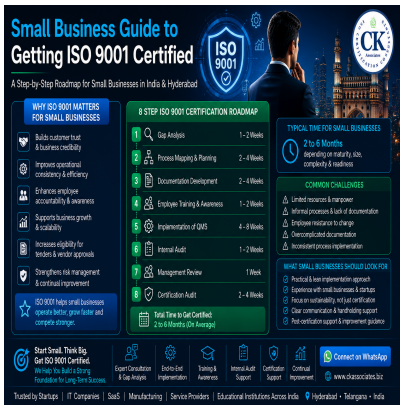 Small Business Guide to
Getting ISO 9001 Certified
A Step-by-Step Roadmap for Small Businesses in India & Hyderabad
ISO
9001
CK
Associates
WHY ISO 9001 MATTERS
FOR SMALL BUSINESSES
Builds customer trust
& business credibility
Improves operational
consistency & efficiency
Enhances employee
accountability & awareness
Supports business growth
& scalability
Increases eligibility for
tenders & vendor approvals
Strengthens risk management
& continual improvement
ISO 9001 helps small businesses
operate better, grow faster and
compete stronger.
8 STEP ISO 9001 CERTIFICATION ROADMAP
1 Gap Analysis 1 - 2 Weeks
2 Process Mapping & Planning 2 - 4 Weeks
3 Documentation Development 2 - 4 Weeks
4 Employee Training & Awareness 1 - 2 Weeks
5 Implementation of QMS 4 - 8 Weeks
6 Internal Audit 1 - 2 Weeks
7 Management Review 1 Week
8 Certification Audit 2 - 4 Weeks
Total Time to Get Certified:
2 to 6 Months (On Average)
TYPICAL TIME FOR SMALL BUSINESSES
2 to 6 Months
depending on maturity, size,
complexity & readiness
COMMON CHALLENGES
Limited resources & manpower
Informal processes & lack of documentation
Employee resistance to change
Overcomplicated documentation
Inconsistent process implementation
WHAT SMALL BUSINESSES SHOULD LOOK FOR
Practical & lean implementation approach
Experience with small businesses & startups
Focus on sustainability, not just certification
Clear communication & handholding support
Post-certification support & improvement guidance
Start Small. Think Big.
Get ISO 9001 Certified.
We Help You Build a Strong
Foundation for Long-Term Success.
Expert Consultation
& Gap Analysis
End-to-End
Implementation
Training &
Awareness
Internal Audit
Support
Certification
Support
Continual
Improvement
Connect on WhatsApp
www.ckassociates.biz
Trusted by Startups | IT Companies | SaaS | Manufacturing | Service Providers | Educational Institutions Across India Hyderabad • Telangana • India